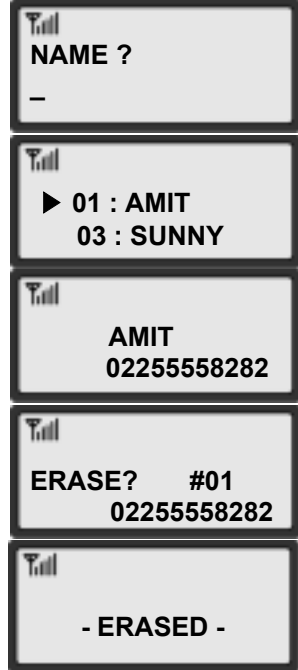 NAME ?
_
01 : AMIT
03 : SUNNY
AMIT
02255558282
ERASE? #01
02255558282
- ERASED -